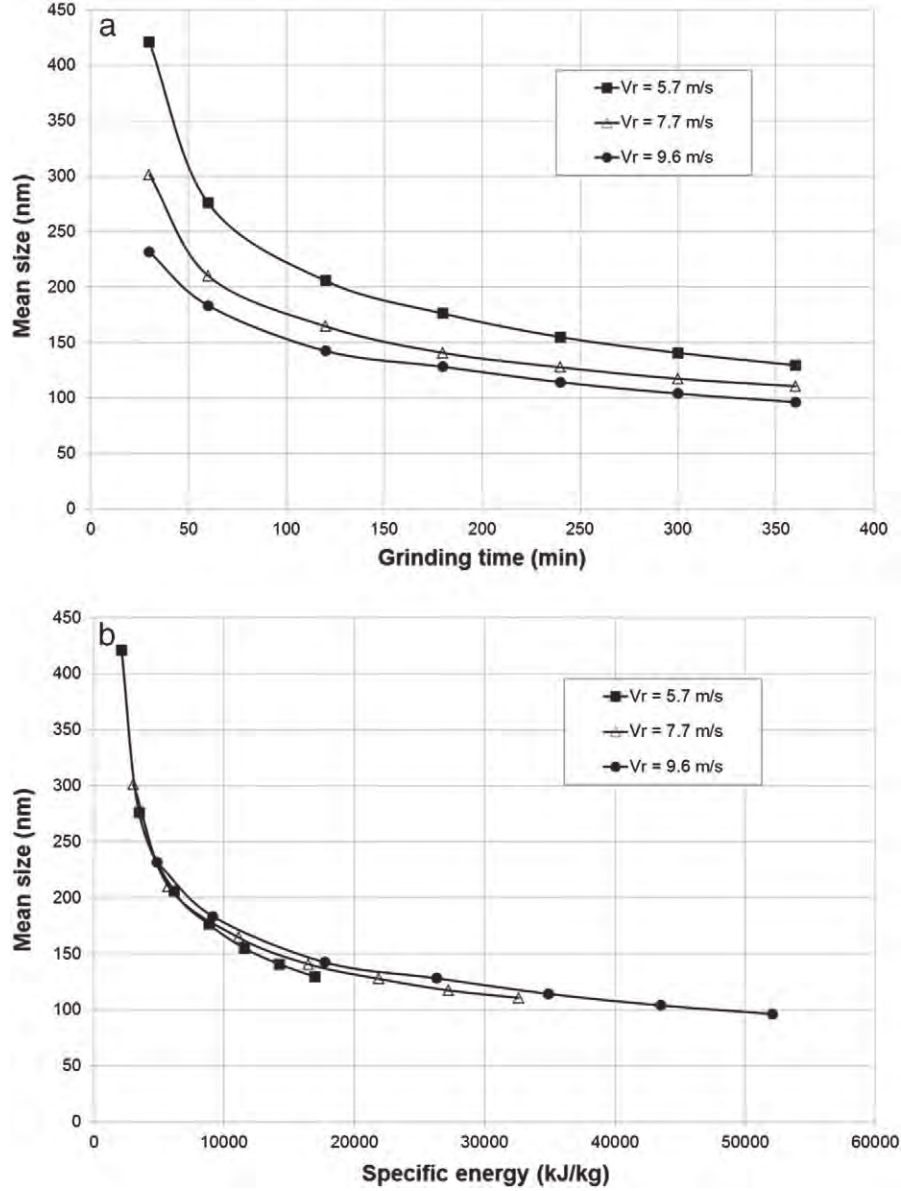 a
450
400
350
300
250
200
150
100
50
0
Mean size (nm)
Vr = 5.7 m/s
Vr = 7.7 m/s
Vr = 9.6 m/s
0 50 100 150 200 250 300 350 400
Grinding time (min)
b
450
400
350
300
250
200
150
100
50
0
Mean size (nm)
Vr = 5.7 m/s
Vr = 7.7 m/s
Vr = 9.6 m/s
0 10000 20000 30000 40000 50000 60000
Specific energy (kJ/kg)